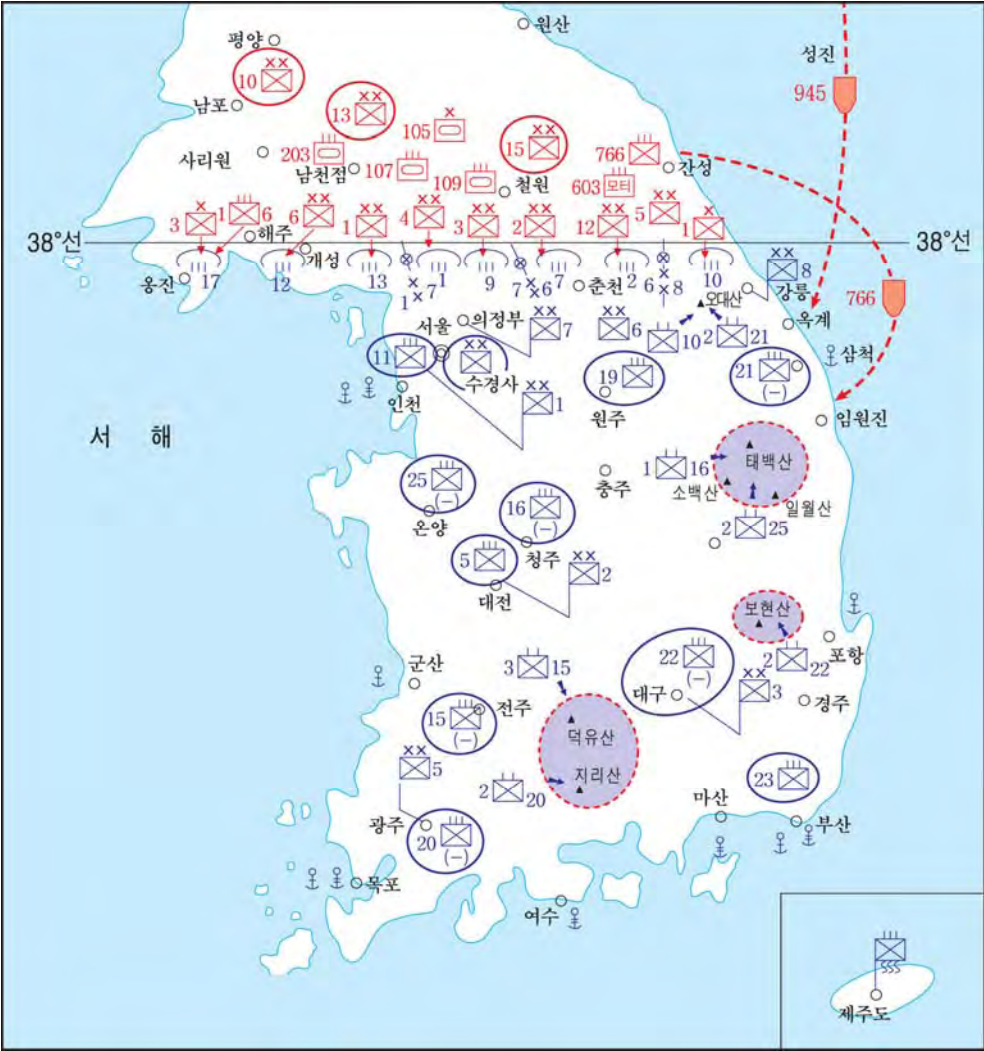 원산
평양
성진
10
945
남포
13
105
15
766
사리원
203
남천점
107
109
철원
603 모터
간성
3
1 6
6
1
4
3
2
12
5
1
38°선
해주
38°선
개성
옹진
17
12
13
1
9
7
2
10
8
1 7
7 6
춘천
6 8
오대산
강릉
766
서울
의정부
7
6
10
2 21
옥계
11
수경사
19
21
(-)
삼척
인천
1
원주
임원진
서 해
25
(-)
충주
1 16
태백산
소백산
일월산
온양
16
(-)
청주
2 25
5
2
대전
보현산
3 15
22
(-)
2 22
포항
군산
대구
3
경주
15
(-)
전주
덕유산
5
지리산
23
2 20
마산
부산
광주
20
(-)
목포
여수
제주도